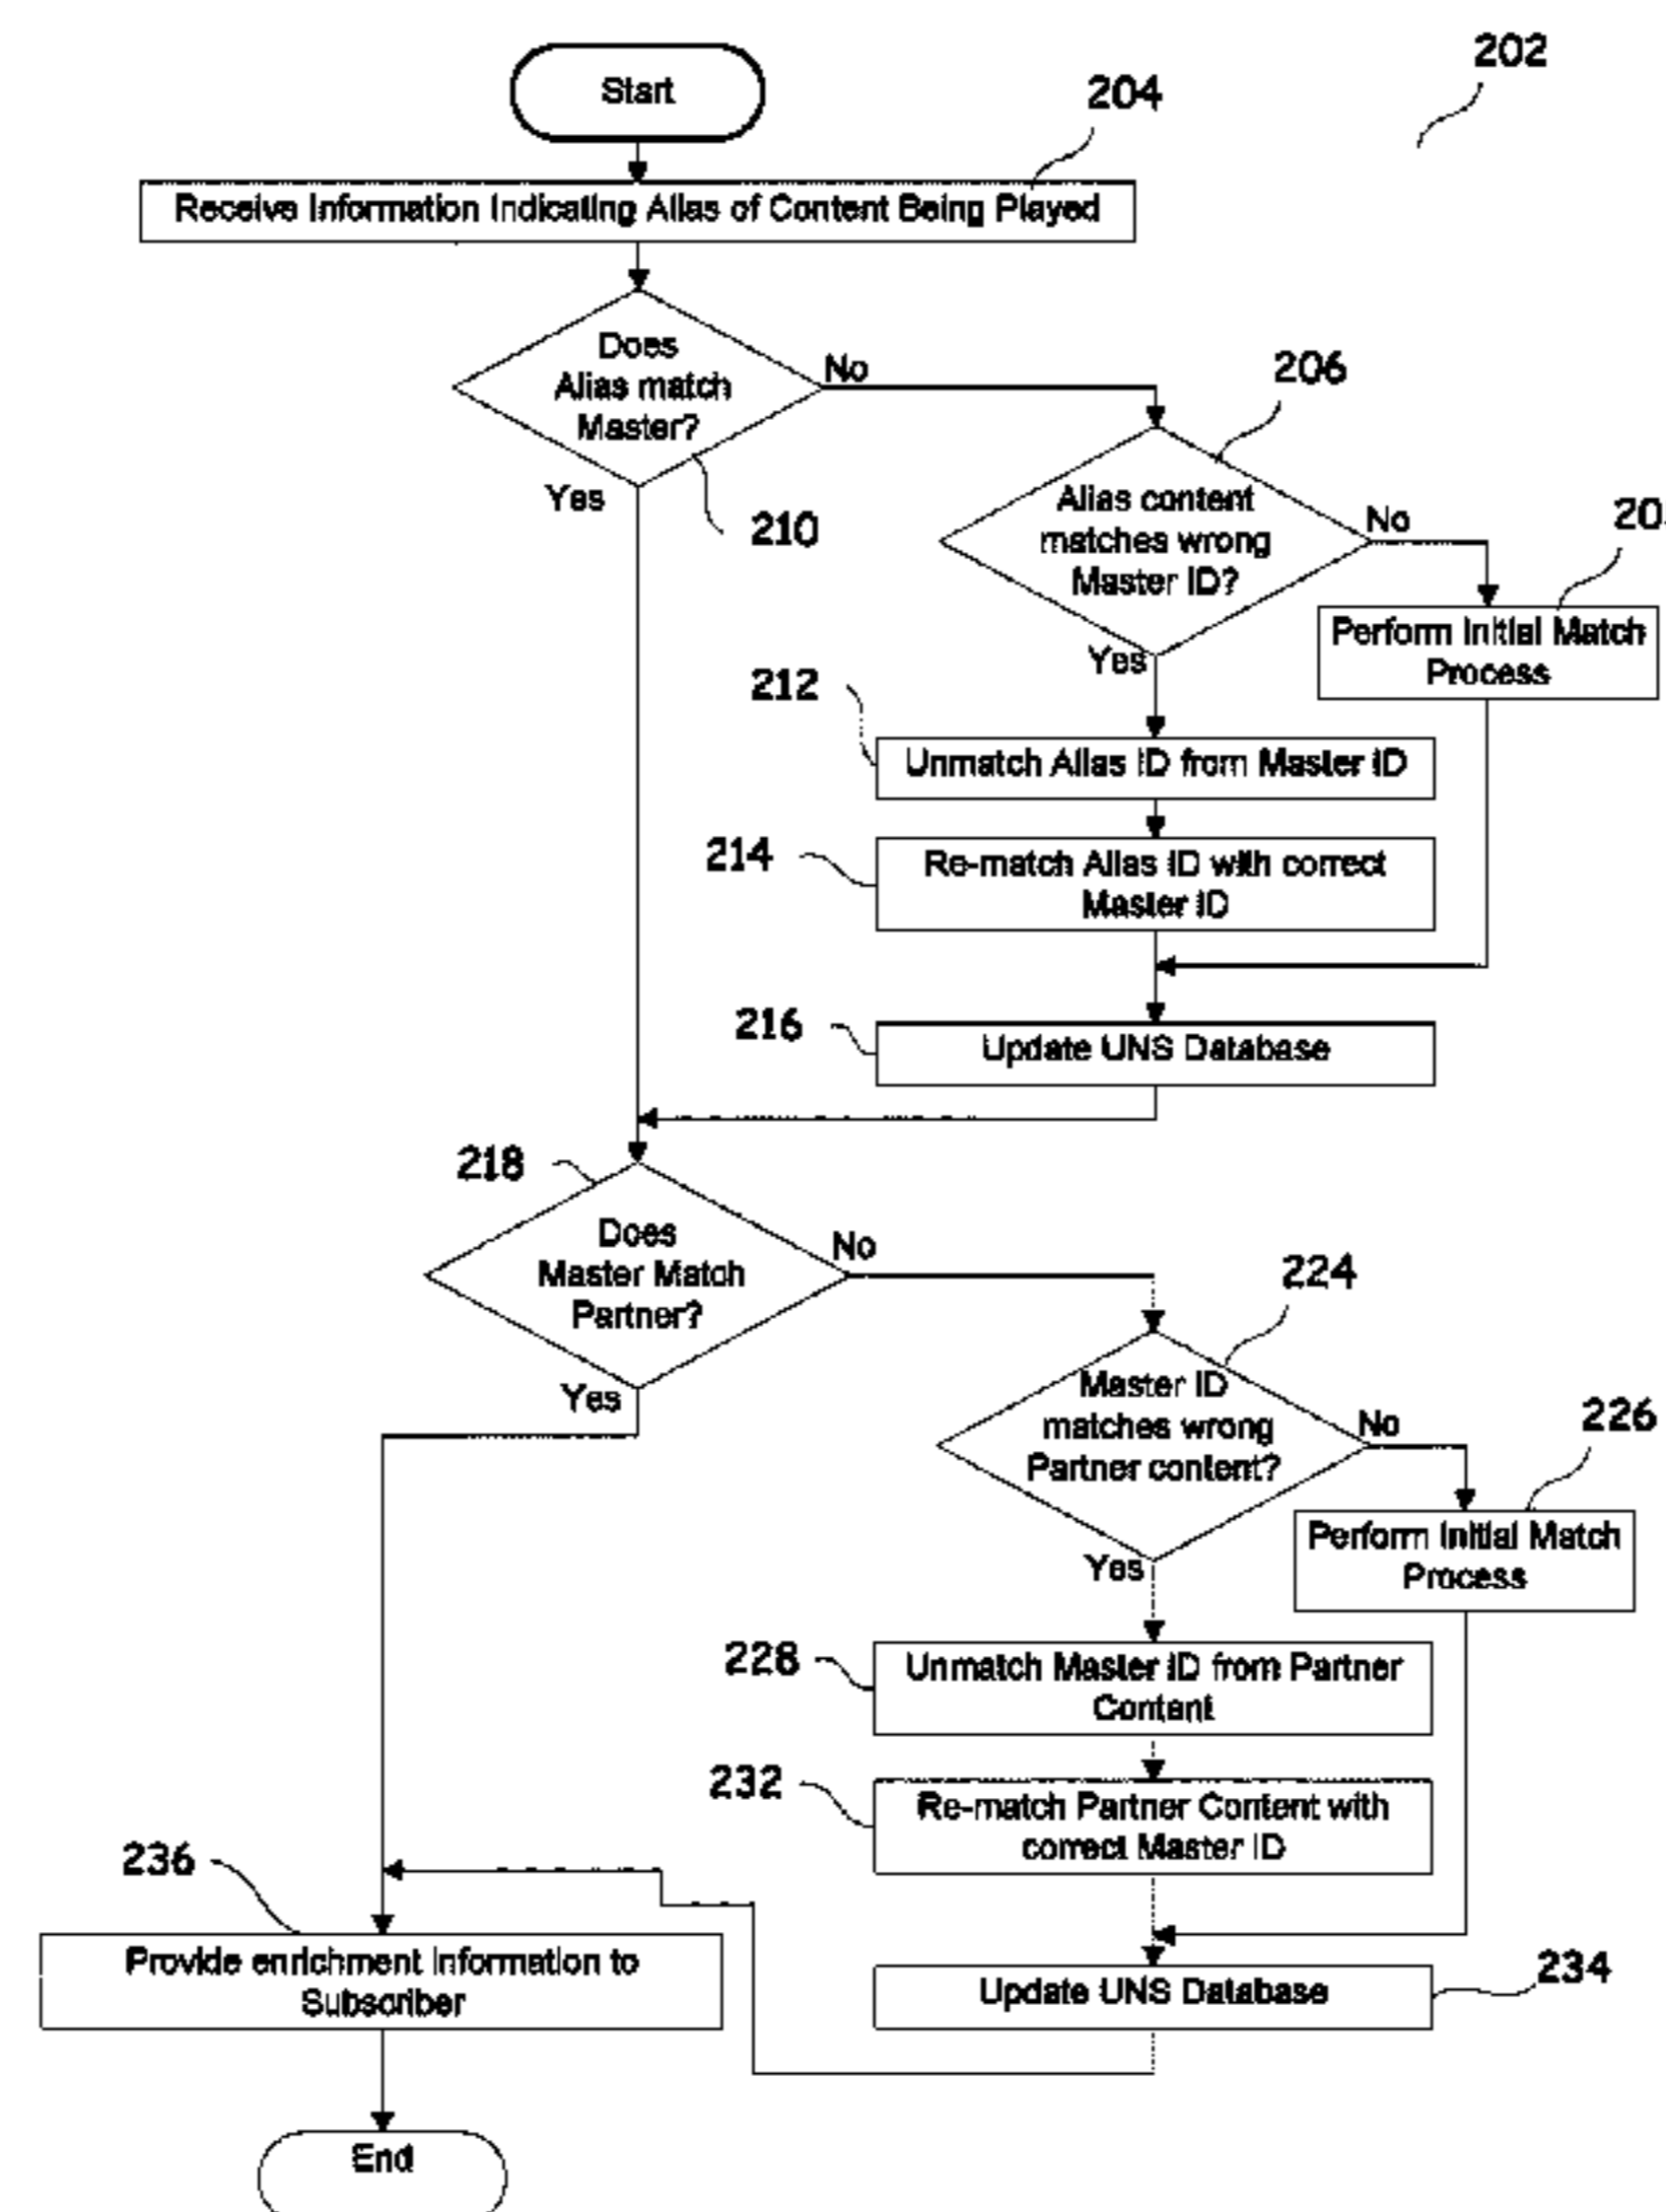 202
Start
204
Receive Information Indicating Alias of Content Being Played
Does
Alias match
Master?
No
Yes
210
206
Alias content
matches wrong
Master ID?
No
Yes
20
Perform Initial Match
Process
212
Unmatch Alias ID from Master ID
214
Re-match Alias ID with correct
Master ID
216
Update UNS Database
218
Does
Master Match
Partner?
No
Yes
224
Master ID
matches wrong
Partner content?
No
Yes
226
Perform Initial Match
Process
228
Unmatch Master ID from Partner
Content
232
Re-match Partner Content with
correct Master ID
236
Provide enrichment information to
Subscriber
234
Update UNS Database
End